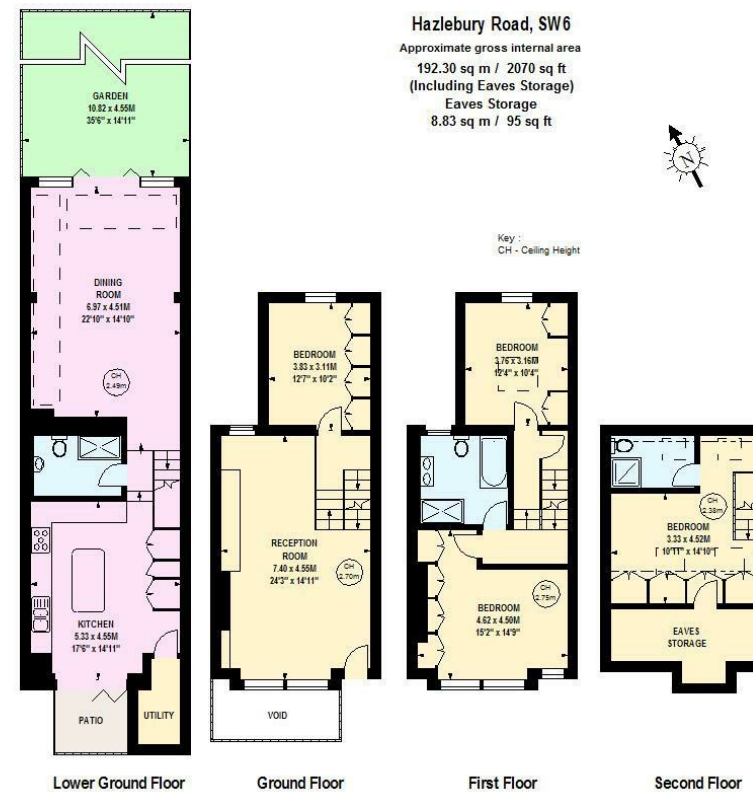 Hazlebury Road, SW6
Approximate gross internal area
192.30 sq m / 2070 sq ft
(Including Eaves Storage)
Eaves Storage
8.83 sq m / 95 sq ft
N
Key :
CH - Ceiling Height
GARDEN
10.82 x 4.55M
35'6" x 14'11"
DINING
ROOM
6.97 x 4.51M
22'10" x 14'10"
CH
2.49m
KITCHEN
5.33 x 4.55M
17'6" x 14'11"
PATIO
UTILITY
Lower Ground Floor
BEDROOM
3.83 x 3.11M
12'7" x 10'2"
RECEPTION
ROOM
7.40 x 4.55M
24'3" x 14'11"
CH
2.70m
VOID
Ground Floor
BEDROOM
3.76 x 3.16M
12'4" x 10'4"
BEDROOM
4.62 x 4.50M
15'2" x 14'9"
CH
2.75m
First Floor
CH
2.38m
BEDROOM
3.33 x 4.52M
10'11" x 14'10"
EAVES
STORAGE
Second Floor